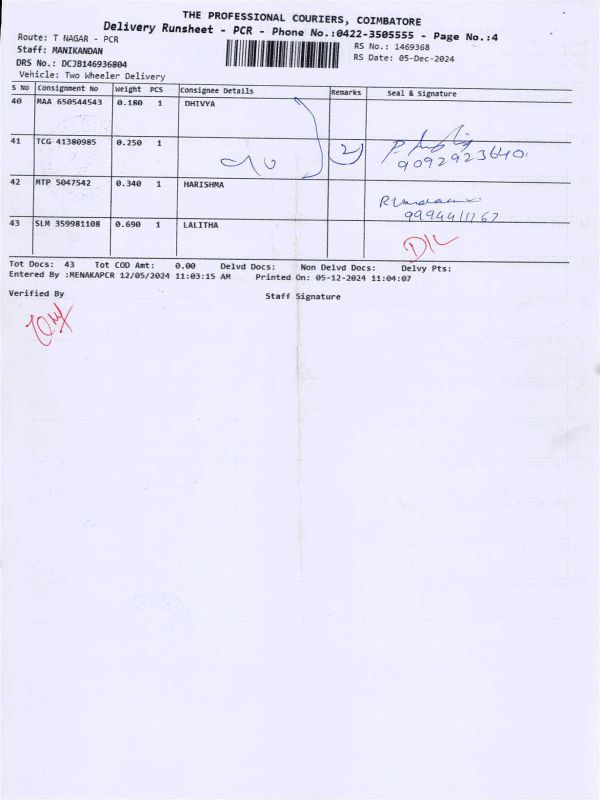 THE PROFESSIONAL COURIERS, COIMBATORE
Delivery Runsheet - PCR - Phone No.:0422-3505555 - Page No.:4
Route: T NAGAR - PCR
RS No.: 1469368
Staff: MANIKANDAN
RS Date: 05-Dec-2024
DRS No.: DCJB146936804
Vehicle: Two Wheeler Delivery
S No Consignment No Weight PCS Consignee Details Remarks Seal & Signature
40 MAA 650544543 0.180 1 DHIVYA
41 TCG 41380985 0.250 1 2
9092923640.
42 MTP 5047542 0.340 1 HARISHMA
9994411767
43 SLM 359981108 0.690 1 LALITHA
D/L
Tot Docs: 43 Tot COD Amt: 0.00 Delvd Docs: Non Delvd Docs: Delvy Pts:
Entered By :MENAKAPCR 12/05/2024 11:03:15 AM Printed On: 05-12-2024 11:04:07
Verified By Staff Signature